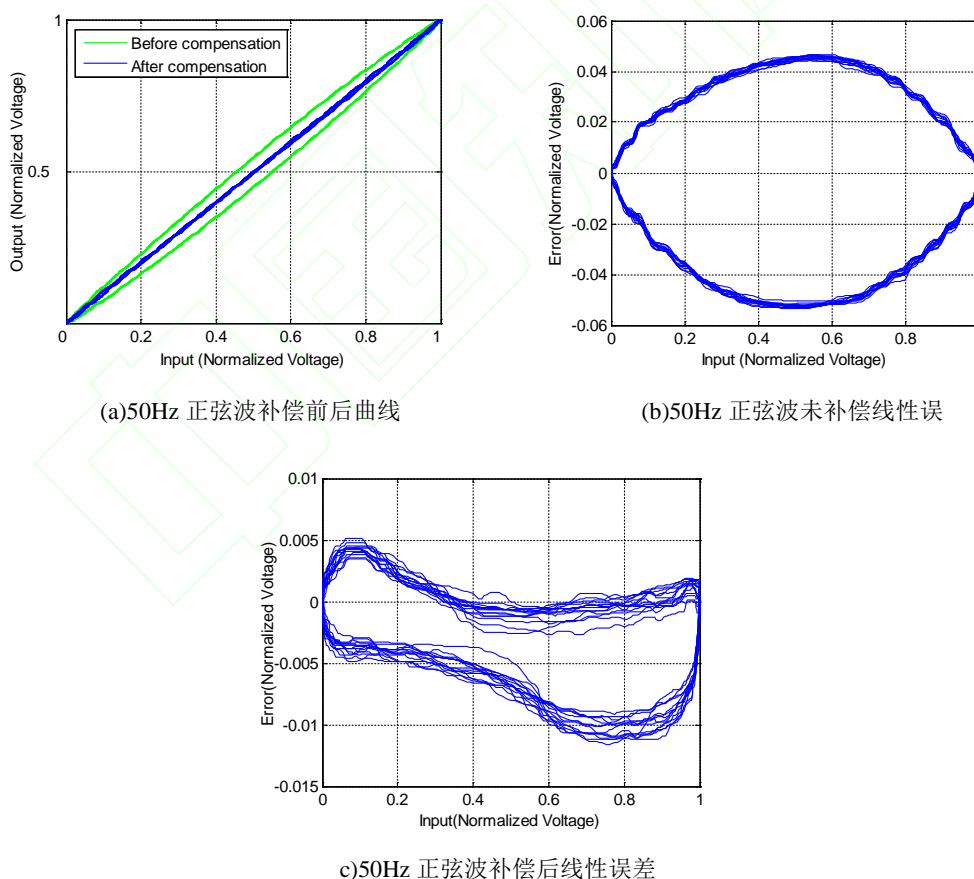 1
0.5
0
0.2
0.4
0.6
0.8
1
Output (Normalized Voltage)
Input (Normalized Voltage)
Before compensation
After compensation
(a)50Hz 正弦波补偿前后曲线
0.06
0.04
0.02
0
-0.02
-0.04
-0.06
0
0.2
0.4
0.6
0.8
Error(Normalized Voltage)
Input (Normalized Voltage)
(b)50Hz 正弦波未补偿线性误
0.01
0.005
0
-0.005
-0.01
-0.015
0
0.2
0.4
0.6
0.8
1
Error(Normalized Voltage)
Input(Normalized Voltage)
c)50Hz 正弦波补偿后线性误差